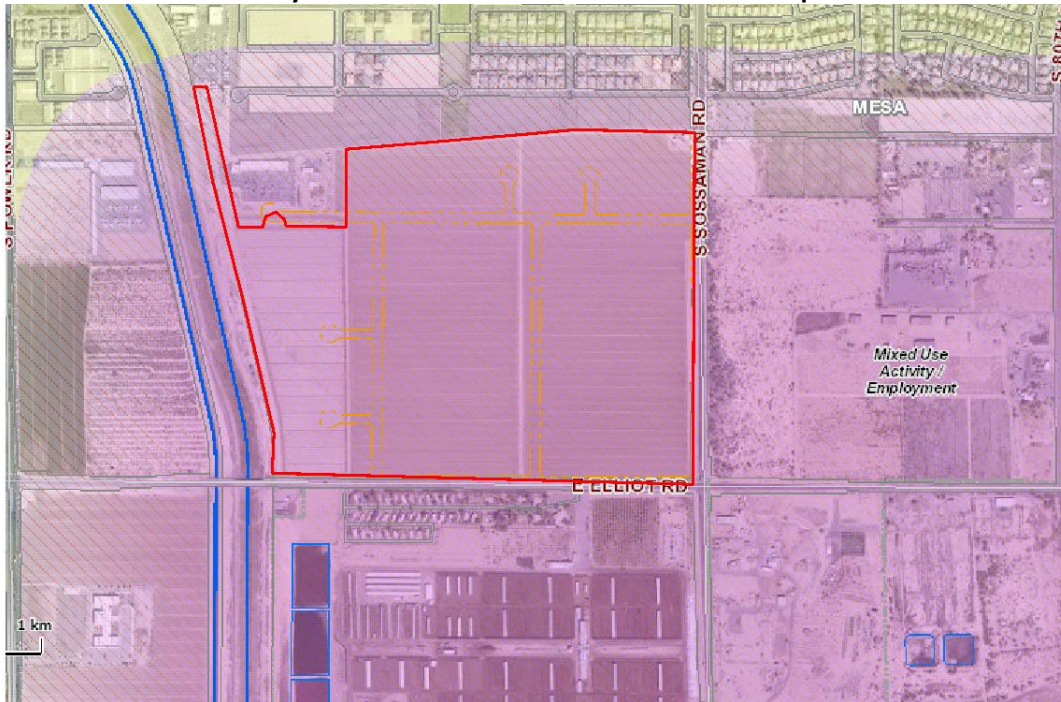 MESA
S 80TH
S POWER RD
S SOSSAMAN RD
Mixed Use
Activity /
Employment
E ELLIOT RD
1 km